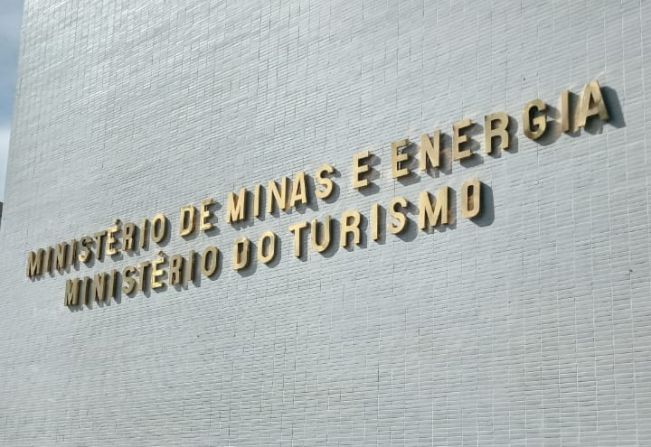 MINISTÉRIO DE MINAS E ENERGIA
MINISTÉRIO DO TURISMO